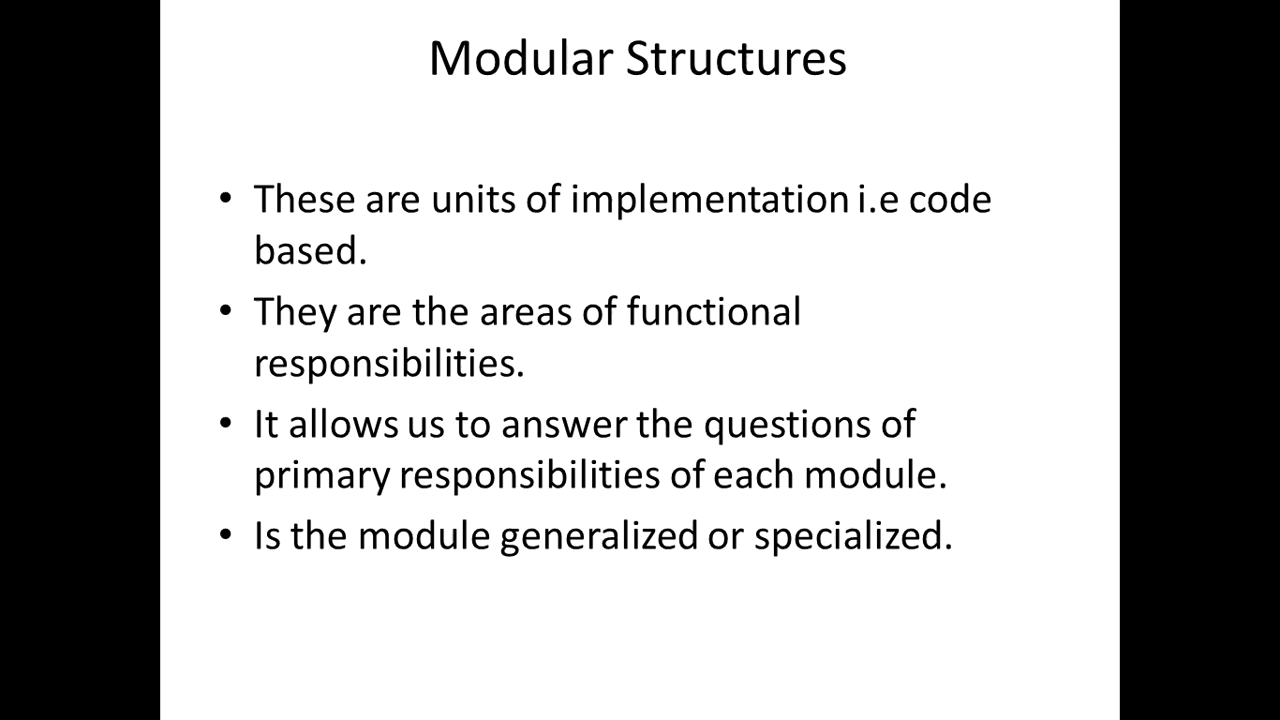 Modular Structures
• These are units of implementation i.e code
based.
• They are the areas of functional
responsibilities.
• It allows us to answer the questions of
primary responsibilities of each module.
• Is the module generalized or specialized.